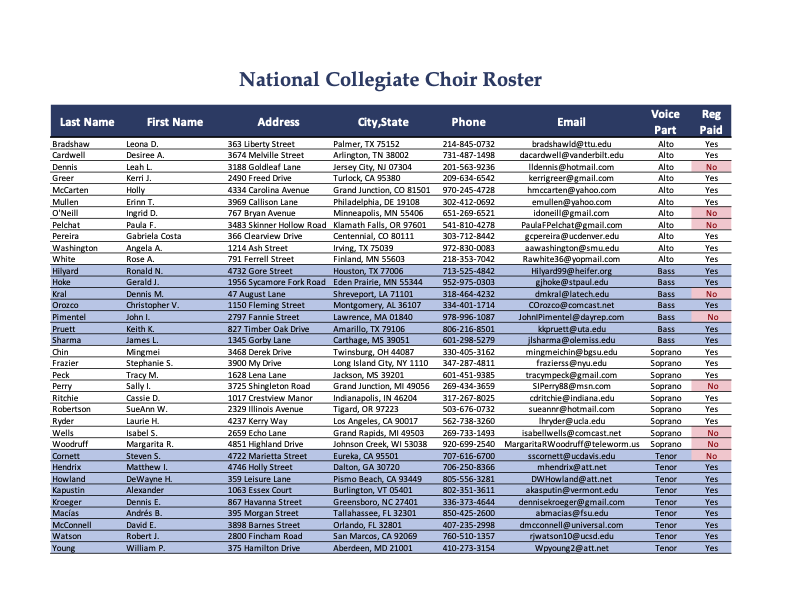 National Collegiate Choir Roster
Last Name First Name Address City,State Phone Email Voice Part Reg Paid
Bradshaw Leona D. 363 Liberty Street Palmer, TX 75152 214-845-0732 bradshawld@ttu.edu Alto Yes
Cardwell Desiree A. 3674 Melville Street Arlington, TN 38002 731-487-1498 dacardwell@vanderbilt.edu Alto Yes
Dennis Leah L. 3188 Goldleaf Lane Jersey City, NJ 07304 201-563-9236 lldennis@hotmail.com Alto No
Greer Kerri J. 2490 Freed Drive Turlock, CA 95380 209-634-6542 kerrigreer@gmail.com Alto Yes
McCarten Holly 4334 Carolina Avenue Grand Junction, CO 81501 970-245-4728 hmccarten@yahoo.com Alto Yes
Mullen Erinn T. 3969 Callison Lane Philadelphia, DE 19108 302-412-0692 emullen@yahoo.com Alto Yes
O'Neill Ingrid D. 767 Bryan Avenue Minneapolis, MN 55406 651-269-6521 idoneill@gmail.com Alto No
Pelchat Paula F. 3483 Skinner Hollow Road Klamath Falls, OR 97601 541-810-4278 PaulaFPelchat@gmail.com Alto No
Pereira Gabriela Costa 366 Clearview Drive Centennial, CO 80111 303-712-8442 gcpereira@ucdenver.edu Alto Yes
Washington Angela A. 1214 Ash Street Irving, TX 75039 972-830-0083 aawashington@smu.edu Alto Yes
White Rose A. 791 Ferrell Street Finland, MN 55603 218-353-7042 Rawhite36@yopmail.com Alto Yes
Hilyard Ronald N. 4732 Gore Street Houston, TX 77006 713-525-4842 Hilyard99@heifer.org Bass Yes
Hoke Gerald J. 1956 Sycamore Fork Road Eden Prairie, MN 55344 952-975-0303 gjhoke@stpaul.edu Bass Yes
Kral Dennis M. 47 August Lane Shreveport, LA 71101 318-464-4232 dmkral@latech.edu Bass No
Orozco Christopher V. 1150 Fleming Street Montgomery, AL 36107 334-401-1714 COrozco@comcast.net Bass Yes
Pimentel John I. 2797 Fannie Street Lawrence, MA 01840 978-996-1087 JohnIPimentel@dayrep.com Bass No
Pruett Keith K. 827 Timber Oak Drive Amarillo, TX 79106 806-216-8501 kkpruett@uta.edu Bass Yes
Sharma James L. 1345 Gorby Lane Carthage, MS 39051 601-298-5279 jlsharma@olemiss.edu Bass Yes
Chin Mingmei 3468 Derek Drive Twinsburg, OH 44087 330-405-3162 mingmeichin@bgsu.edu Soprano Yes
Frazier Stephanie S. 3900 My Drive Long Island City, NY 1110 347-287-4811 frazierss@nyu.edu Soprano Yes
Peck Tracy M. 1628 Lena Lane Jackson, MS 39201 601-451-9385 tracympeck@gmail.com Soprano Yes
Perry Sally I. 3725 Shingleton Road Grand Junction, MI 49056 269-434-3659 SIPerry88@msn.com Soprano No
Ritchie Cassie D. 1017 Crestview Manor Indianapolis, IN 46204 317-267-8025 cdritchie@indiana.edu Soprano Yes
Robertson SueAnn W. 2329 Illinois Avenue Tigard, OR 97223 503-676-0732 sueannr@hotmail.com Soprano Yes
Ryder Laurie H. 4237 Kerry Way Los Angeles, CA 90017 562-738-3260 lhryder@ucla.edu Soprano Yes
Wells Isabel S. 2659 Echo Lane Grand Rapids, MI 49503 269-733-1493 isabellwells@comcast.net Soprano No
Woodruff Margarita R. 4851 Highland Drive Johnson Creek, WI 53038 920-699-2540 MargaritaRWoodruff@teleworm.us Soprano No
Cornett Steven S. 4722 Marietta Street Eureka, CA 95501 707-616-6700 sscornett@ucdavis.edu Tenor No
Hendrix Matthew I. 4746 Holly Street Dalton, GA 30720 706-250-8366 mhendrix@att.net Tenor Yes
Howland DeWayne H. 359 Leisure Lane Pismo Beach, CA 93449 805-556-3281 DWHowland@att.net Tenor Yes
Kapustin Alexander 1063 Essex Court Burlington, VT 05401 802-351-3611 akasputin@vermont.edu Tenor Yes
Kroeger Dennis E. 867 Havanna Street Greensboro, NC 27401 336-373-4644 dennisekroeger@gmail.com Tenor Yes
Macías Andrés B. 395 Morgan Street Tallahassee, FL 32301 850-425-2600 abmacias@fsu.edu Tenor Yes
McConnell David E. 3898 Barnes Street Orlando, FL 32801 407-235-2998 dmcconnell@universal.com Tenor Yes
Watson Robert J. 2800 Fincham Road San Marcos, CA 92069 760-510-1357 rjwatson10@ucsd.edu Tenor Yes
Young William P. 375 Hamilton Drive Aberdeen, MD 21001 410-273-3154 Wpyoung2@att.net Tenor Yes